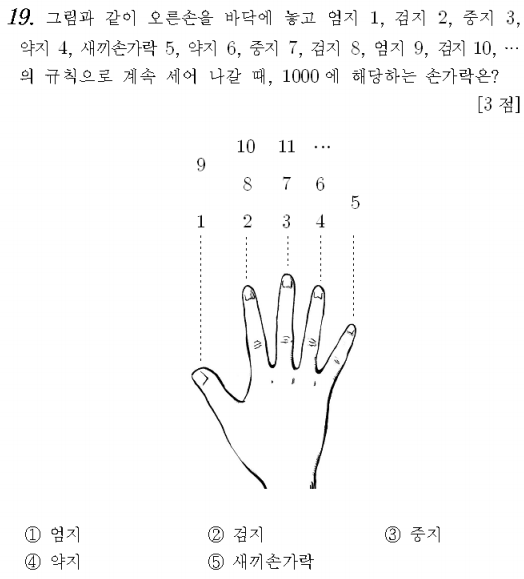 19. 그림과 같이 오른손을 바닥에 놓고 엄지 1, 검지 2, 중지 3,
약지 4, 새끼손가락 5, 약지 6, 중지 7, 검지 8, 엄지 9, 검지 10, …
의 규칙으로 계속 세어 나갈 때, 1000 에 해당하는 손가락은?
[3 점]
10 11 …
9
8 7 6
5
1 2 3 4
① 엄지 ② 검지 ③ 중지
④ 약지 ⑤ 새끼손가락